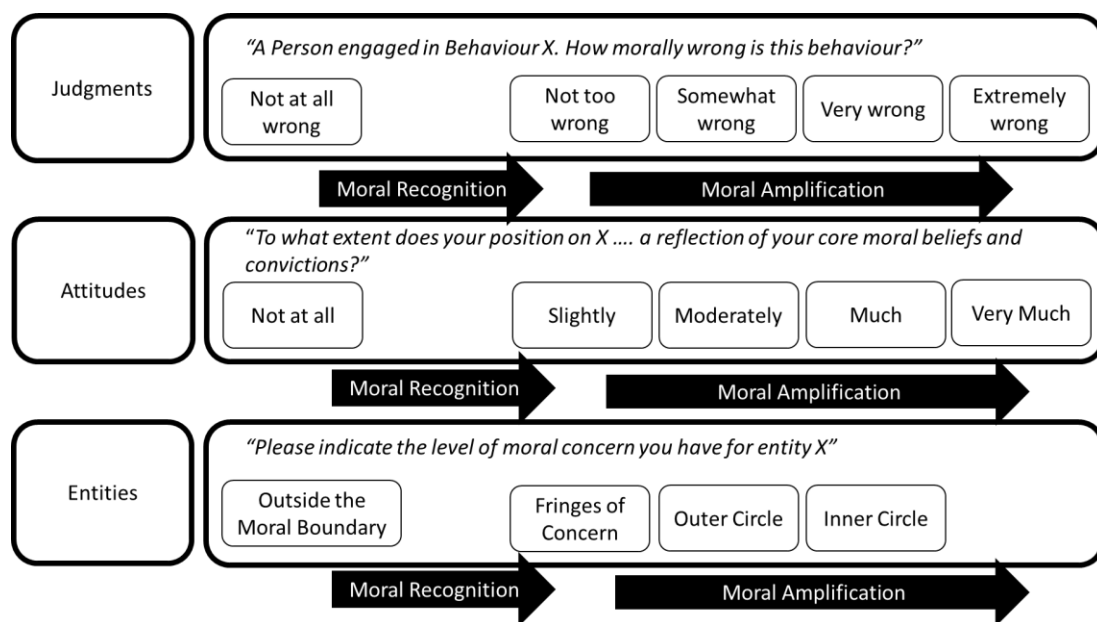 Judgments
“A Person engaged in Behaviour X. How morally wrong is this behaviour?”
Not at all
wrong
Not too
wrong
Somewhat
wrong
Very wrong
Extremely
wrong
Moral Recognition
Moral Amplification
Attitudes
“To what extent does your position on X .... a reflection of your core moral beliefs and
convictions?”
Not at all
Slightly
Moderately
Much
Very Much
Moral Recognition
Moral Amplification
Entities
“Please indicate the level of moral concern you have for entity X”
Outside the
Moral Boundary
Fringes of
Concern
Outer Circle
Inner Circle
Moral Recognition
Moral Amplification